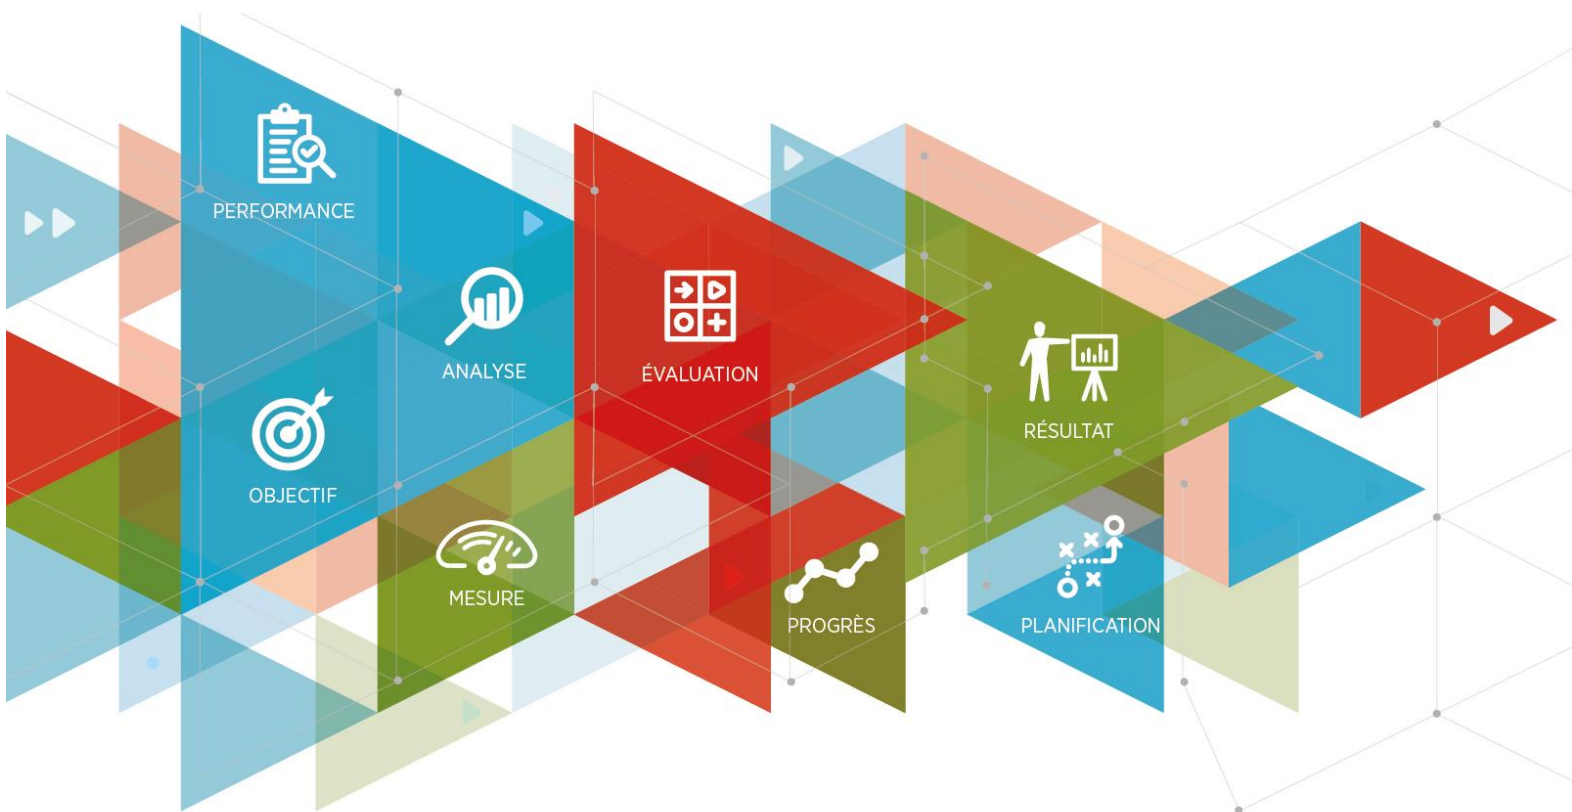 PERFORMANCE
ANALYSE
ÉVALUATION
RÉSULTAT
OBJECTIF
MESURE
PROGRÈS
PLANIFICATION